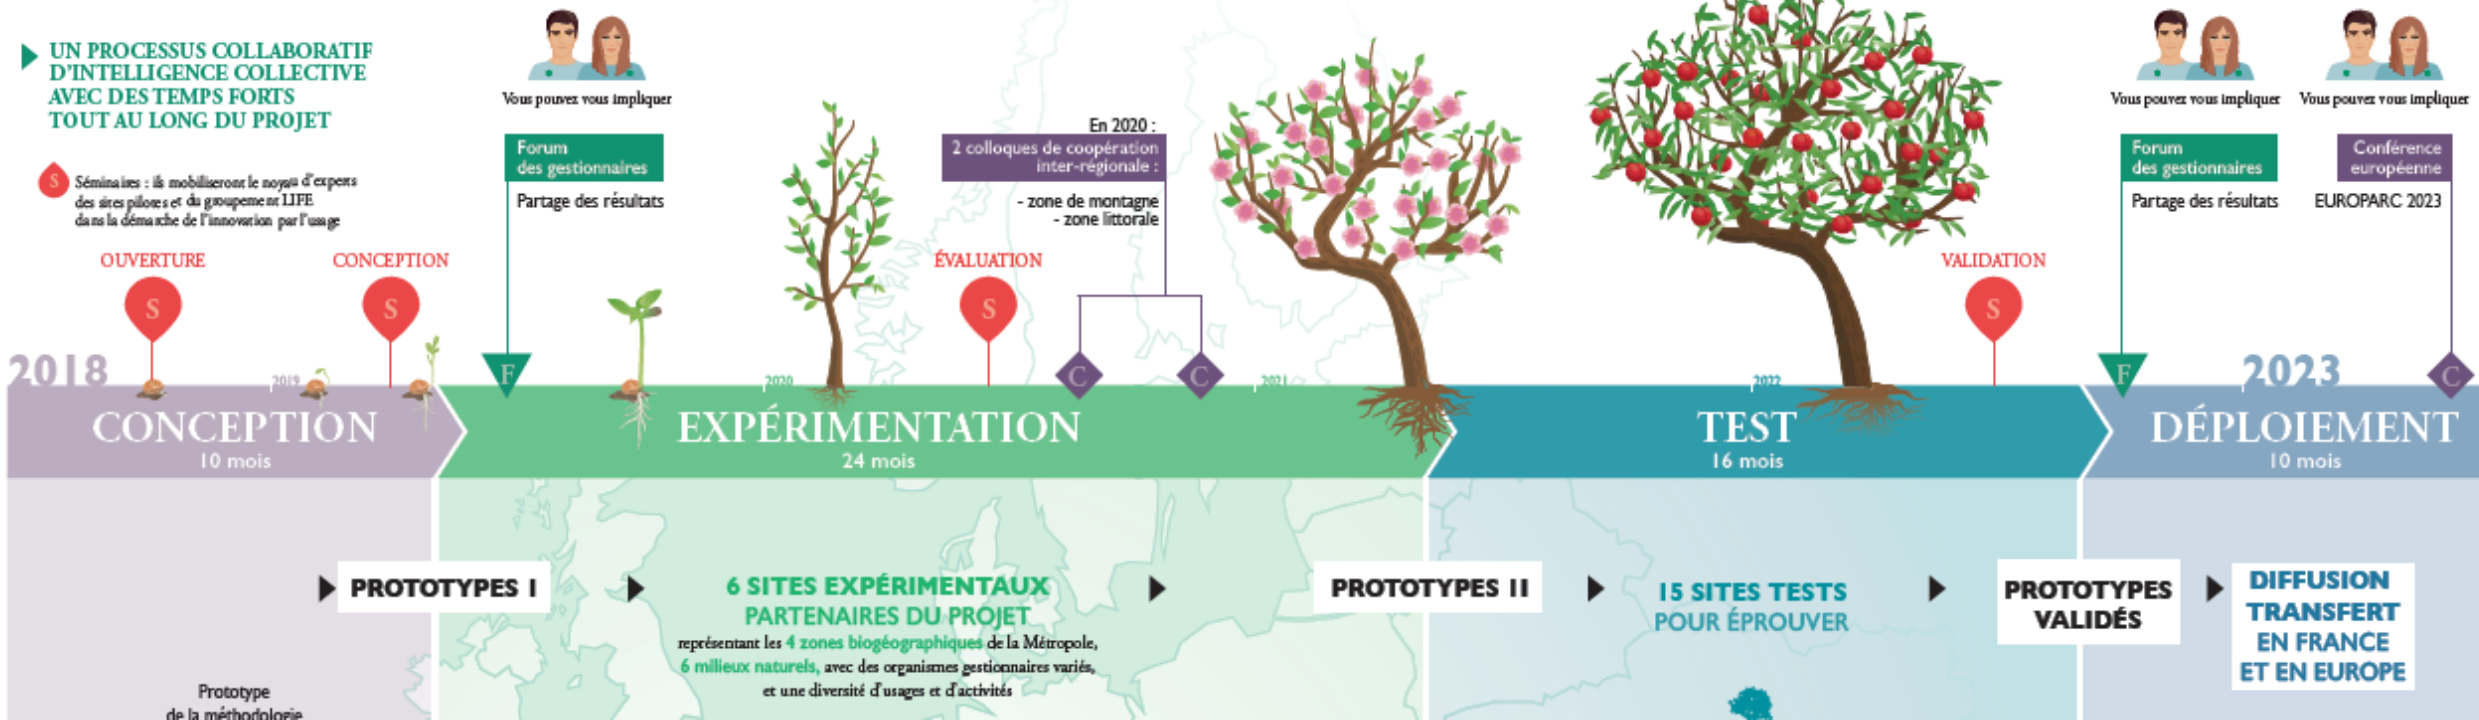 UN PROCESSUS COLLABORATIF
D'INTELLIGENCE COLLECTIVE
AVEC DES TEMPS FORTS
TOUT AU LONG DU PROJET
S
Séminaires : ils mobiliseront le noyau d'experts
des sites pilotes et du groupement LIFE
dans la démarche de l'innovation par l'usage
OUVERTURE
S
CONCEPTION
S
Vous pouvez vous impliquer
Forum
des gestionnaires
Partage des résultats
F
ÉVALUATION
S
En 2020 :
2 colloques de coopération
inter-régionale :
- zone de montagne
- zone littorale
C
C
VALIDATION
S
Vous pouvez vous impliquer
Forum
des gestionnaires
Partage des résultats
F
Vous pouvez vous impliquer
Conférence
européenne
EUROPARC 2023
C
2018
2019
2020
2021
2022
2023
CONCEPTION
10 mois
EXPÉRIMENTATION
24 mois
TEST
16 mois
DÉPLOIEMENT
10 mois
PROTOTYPES I
6 SITES EXPÉRIMENTAUX
PARTENAIRES DU PROJET
représentant les 4 zones biogéographiques de la Métropole,
6 milieux naturels, avec des organismes gestionnaires variés,
et une diversité d'usages et d'activités
PROTOTYPES II
15 SITES TESTS
POUR ÉPROUVER
PROTOTYPES
VALIDÉS
DIFFUSION
TRANSFERT
EN FRANCE
ET EN EUROPE
Prototype
de la méthodologie